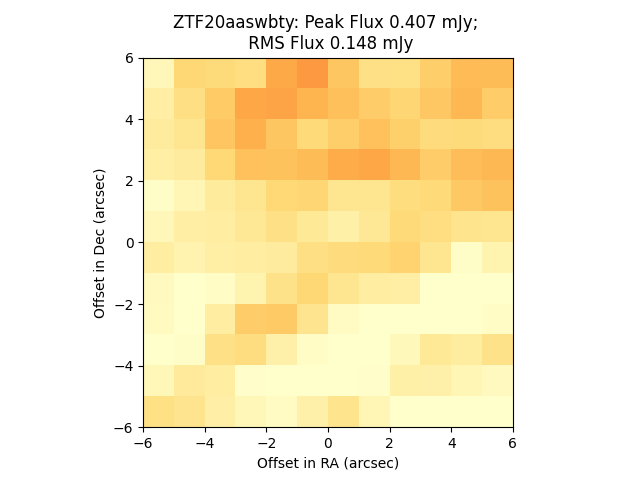 ZTF20aaswbty: Peak Flux 0.407 mJy;
RMS Flux 0.148 mJy
6
4
2
0
−2
−4
−6
Offset in Dec (arcsec)
−6 −4 −2 0 2 4 6
Offset in RA (arcsec)